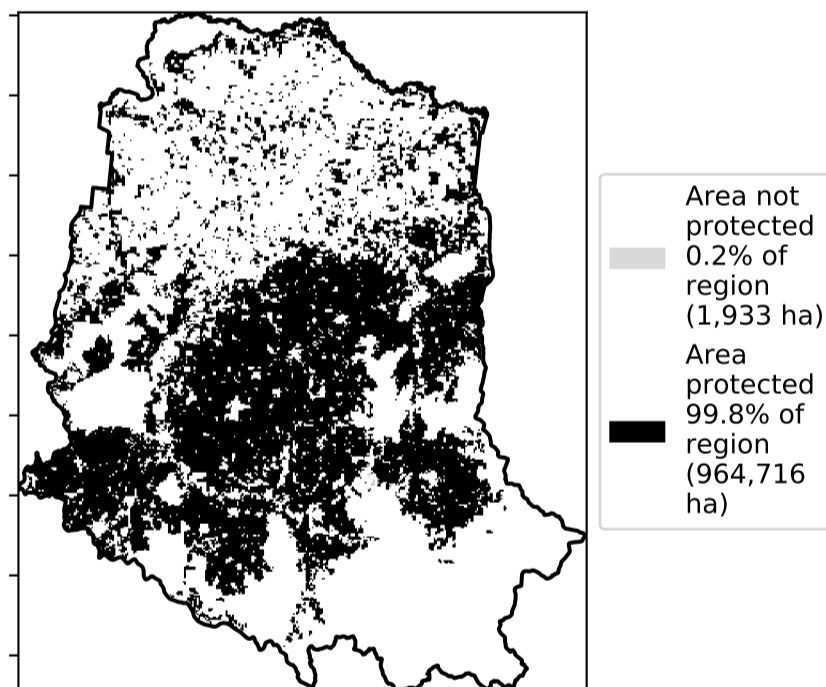 Area not
protected
0.2% of
region
(1,933 ha)
Area
protected
99.8% of
region
(964,716
ha)